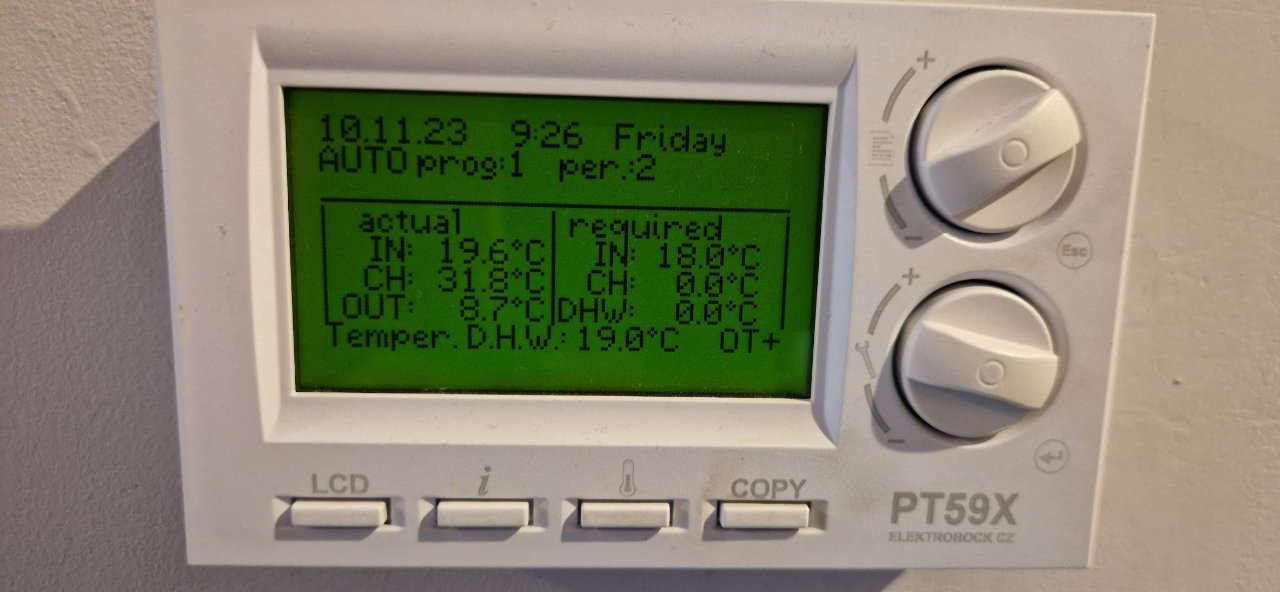 10.11.23 9:26 Friday
AUTO prog:1 per.:2
actual required
IN: 19.6°C IN: 18.0°C
CH: 31.8°C CH: 0.0°C
OUT: 8.7°C DHW: 0.0°C
Temper. D.H.W.: 19.0°C OT+
+
-
Esc
+
-
LCD i COPY
PT59X
ELEKTROBOCK CZ